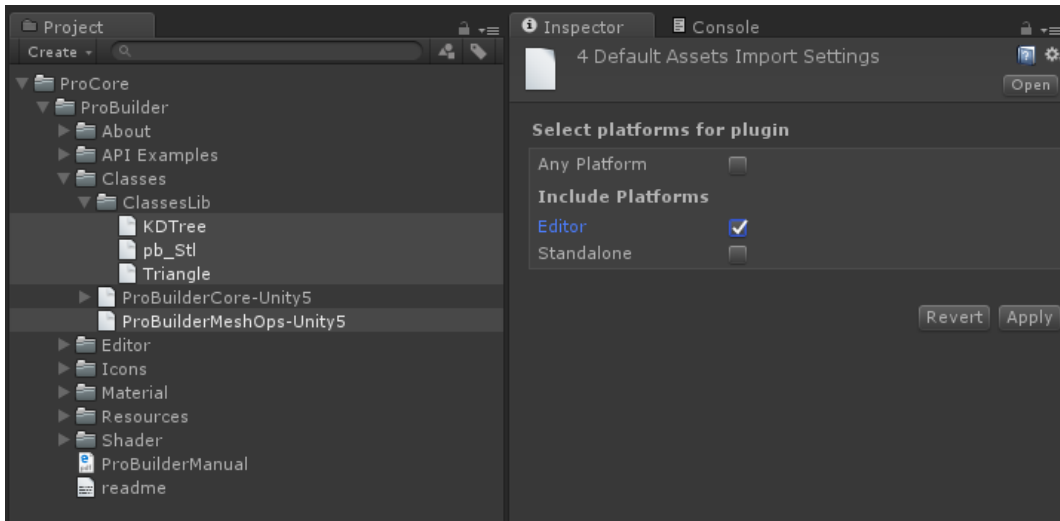 Project
Create
ProCore
ProBuilder
About
API Examples
Classes
ClassesLib
KDTree
pb_Stl
Triangle
ProBuilderCore-Unity5
ProBuilderMeshOps-Unity5
Editor
Icons
Material
Resources
Shader
ProBuilderManual
readme
Inspector Console
4 Default Assets Import Settings
Open
Select platforms for plugin
Any Platform
Include Platforms
Editor
Standalone
Revert Apply